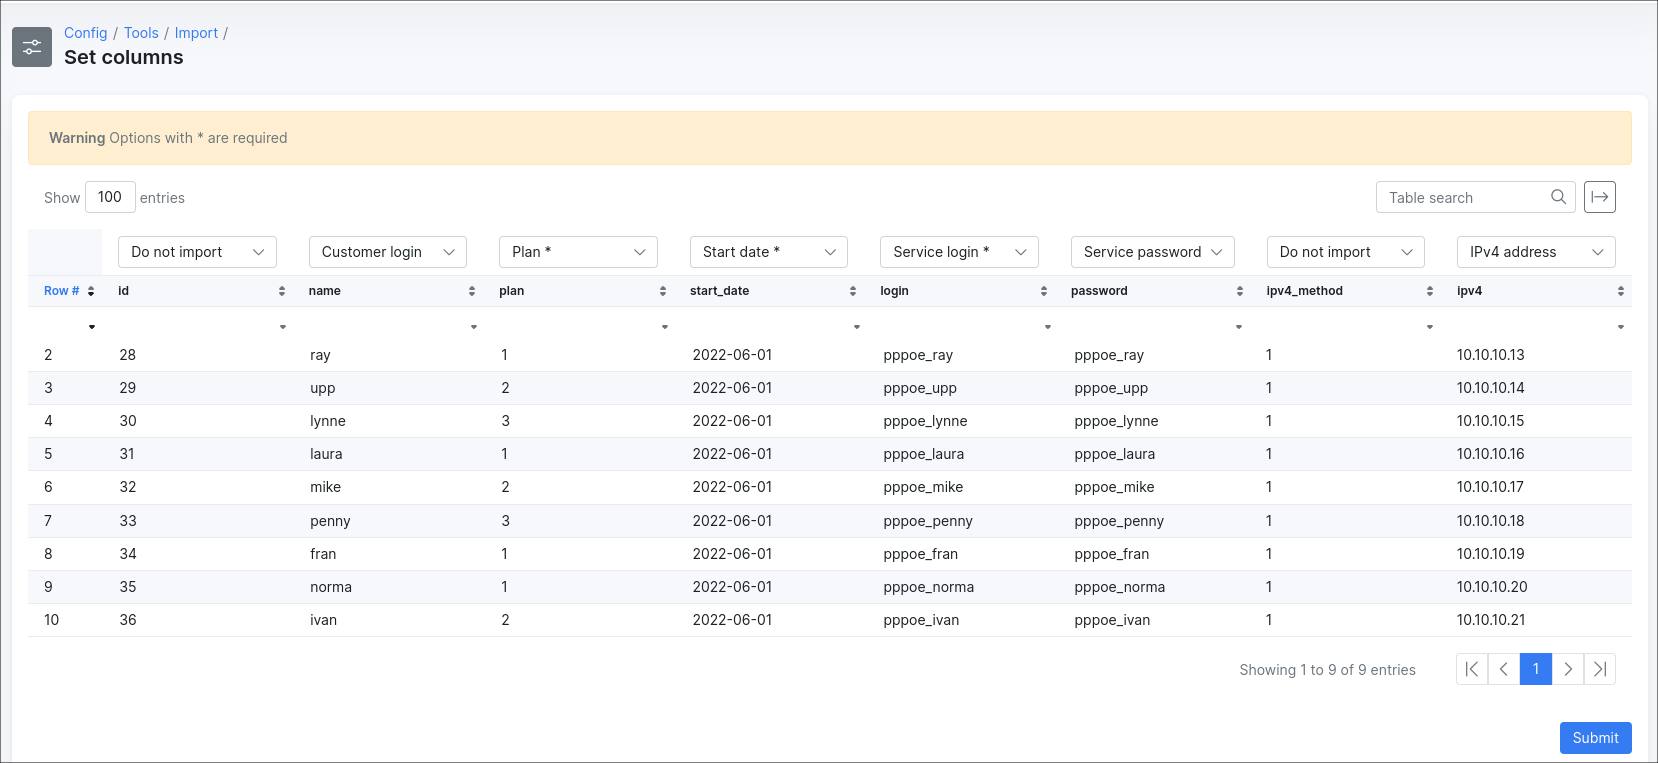 Config / Tools / Import /
Set columns
Warning Options with * are required
Show 100 entries Table search
Do not import Customer login Plan * Start date * Service login * Service password Do not import IPv4 address
Row # id name plan start_date login password ipv4_method ipv4
2 28 ray 1 2022-06-01 pppoe_ray pppoe_ray 1 10.10.10.13
3 29 upp 2 2022-06-01 pppoe_upp pppoe_upp 1 10.10.10.14
4 30 lynne 3 2022-06-01 pppoe_lynne pppoe_lynne 1 10.10.10.15
5 31 laura 1 2022-06-01 pppoe_laura pppoe_laura 1 10.10.10.16
6 32 mike 2 2022-06-01 pppoe_mike pppoe_mike 1 10.10.10.17
7 33 penny 3 2022-06-01 pppoe_penny pppoe_penny 1 10.10.10.18
8 34 fran 1 2022-06-01 pppoe_fran pppoe_fran 1 10.10.10.19
9 35 norma 1 2022-06-01 pppoe_norma pppoe_norma 1 10.10.10.20
10 36 ivan 2 2022-06-01 pppoe_ivan pppoe_ivan 1 10.10.10.21
Showing 1 to 9 of 9 entries 1
Submit